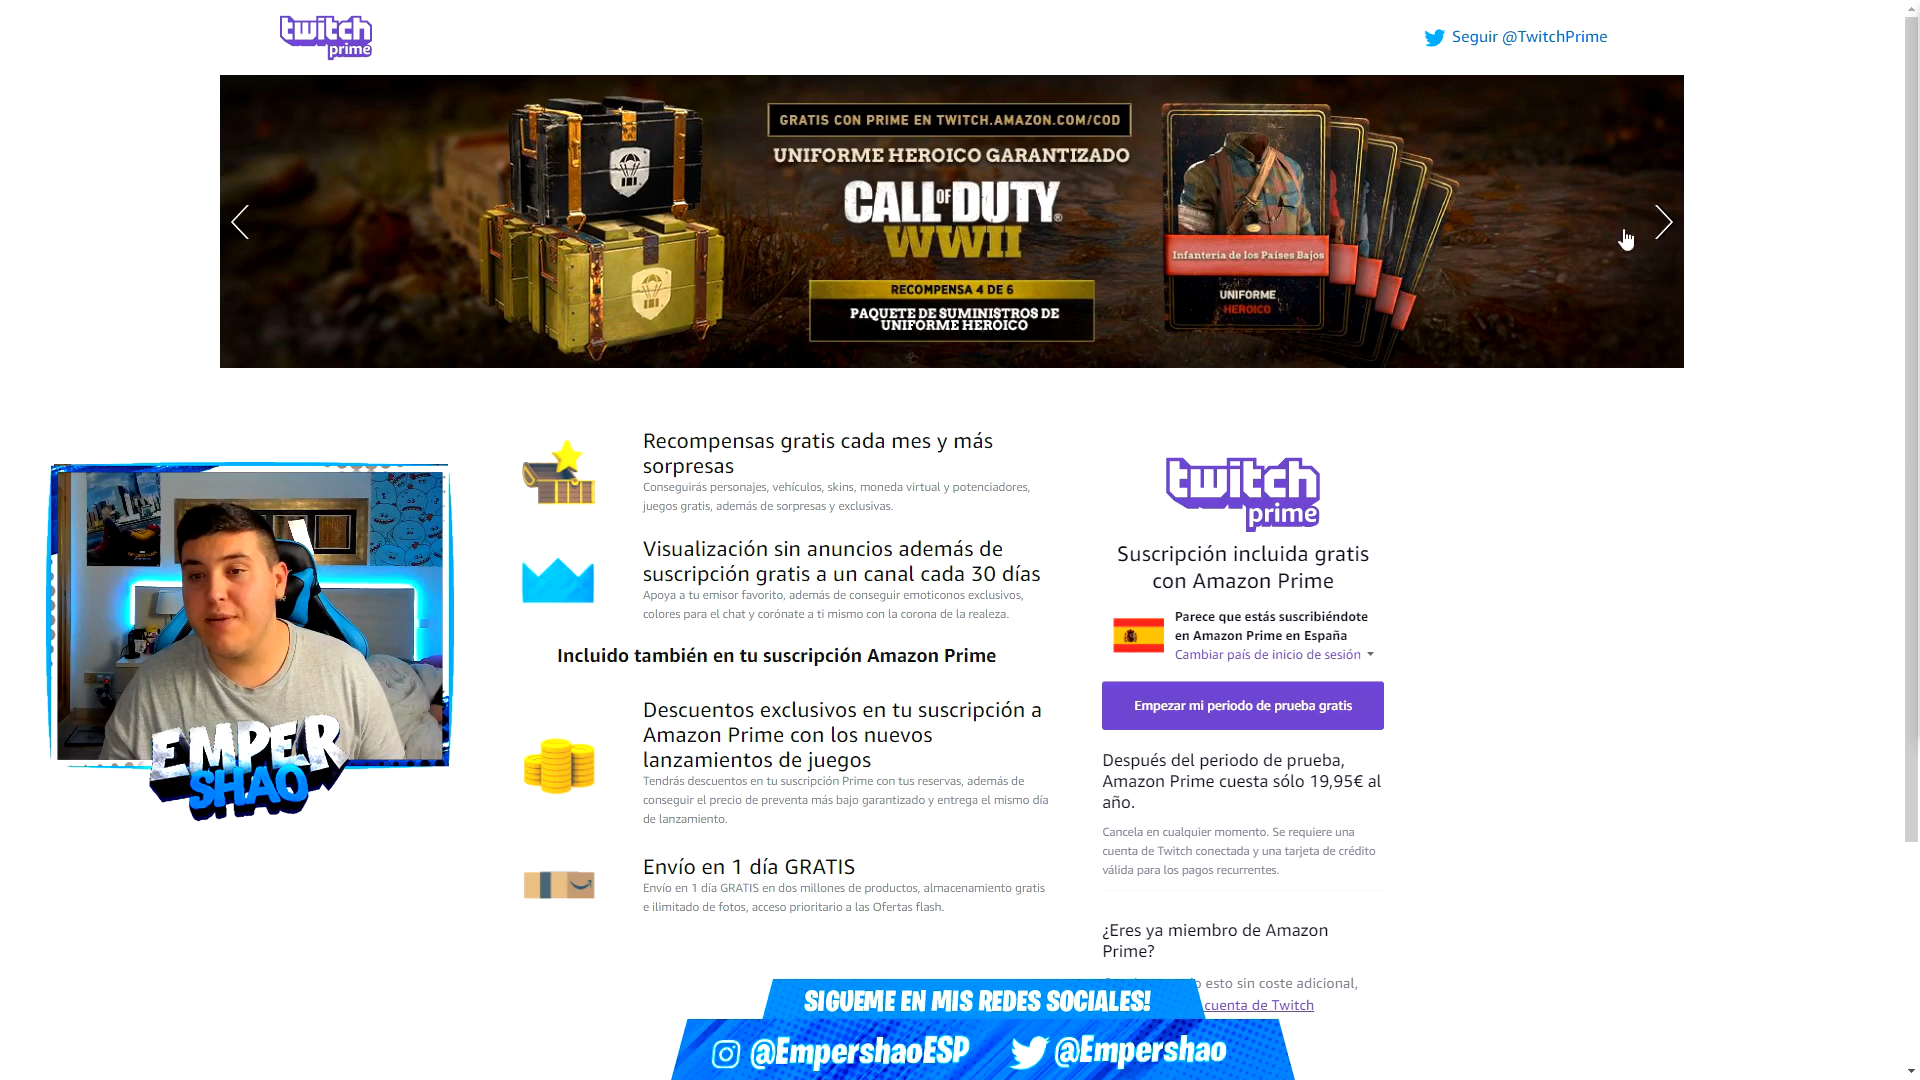 twitch
prime
Seguir @TwitchPrime
GRATIS CON PRIME EN TWITCH.AMAZON.COM/COD
UNIFORME HEROICO GARANTIZADO
CALL OF DUTY®
WWII
RECOMPENSA 4 DE 6
PAQUETE DE SUMINISTROS DE
UNIFORME HEROICO
Infantería de los Países Bajos
UNIFORME
HEROICO
Recompensas gratis cada mes y más
sorpresas
Conseguirás personajes, vehículos, skins, moneda virtual y potenciadores,
juegos gratis, además de sorpresas y exclusivas.
Visualización sin anuncios además de
suscripción gratis a un canal cada 30 días
Apoya a tu emisor favorito, además de conseguir emoticonos exclusivos,
colores para el chat y corónate a ti mismo con la corona de la realeza.
Incluido también en tu suscripción Amazon Prime
Descuentos exclusivos en tu suscripción a
Amazon Prime con los nuevos
lanzamientos de juegos
Tendrás descuentos en tu suscripción Prime con tus reservas, además de
conseguir el precio de preventa más bajo garantizado y entrega el mismo día
de lanzamiento.
Envío en 1 día GRATIS
Envío en 1 día GRATIS en dos millones de productos, almacenamiento gratis
e ilimitado de fotos, acceso prioritario a las Ofertas flash.
twitch
prime
Suscripción incluida gratis
con Amazon Prime
Parece que estás suscribiéndote
en Amazon Prime en España
Cambiar país de inicio de sesión
Empezar mi periodo de prueba gratis
Después del periodo de prueba,
Amazon Prime cuesta sólo 19,95€ al
año.
Cancela en cualquier momento. Se requiere una
cuenta de Twitch conectada y una tarjeta de crédito
válida para los pagos recurrentes.
¿Eres ya miembro de Amazon
Prime?
esto sin coste adicional,
cuenta de Twitch
EMPER
SHAO
SIGUEME EN MIS REDES SOCIALES!
@EmpershaoESP
@Empershao